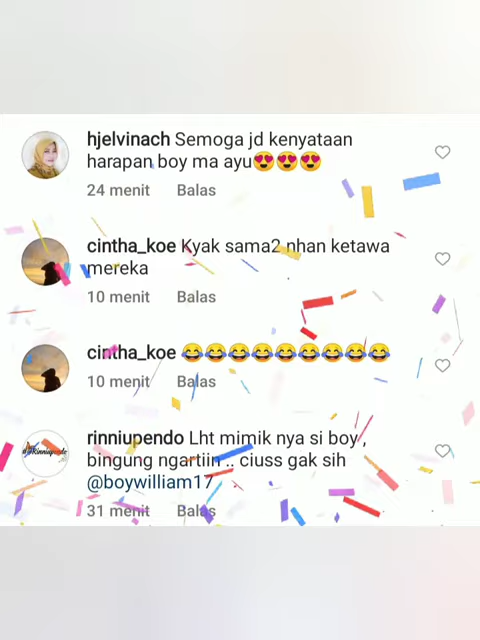 hjelvinach Semoga jd kenyataan
harapan boy ma ayu😍😍😍
24 menit Balas
cintha_koe Kyak sama2 nhan ketawa
mereka
10 menit Balas
cintha_koe 😂😂😂😂😂😂😂😂😂
10 menit Balas
rinniupendo Lht mimik nya si boy ,
bingung ngartiin .. ciuss gak sih
@boywilliam17
31 menit Balas